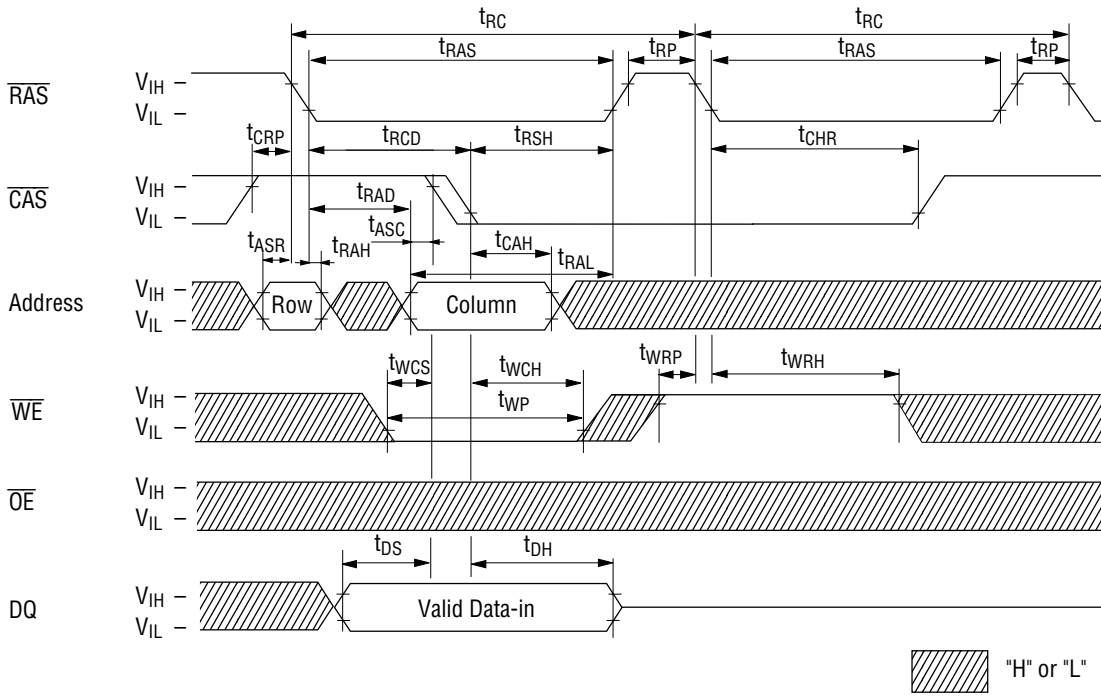 tRC tRC
tRAS tRP tRAS tRP
RAS VIH –
VIL –
tCRP tRCD tRSH tCHR
CAS VIH –
VIL –
tRAD
tASC
tASR tRAH tCAH
tRAL
Address VIH –
VIL –
Row Column
tWCS tWCH tWRP tWRH
tWP
WE VIH –
VIL –
OE VIH –
VIL –
tDS tDH
DQ VIH –
VIL –
Valid Data-in
"H" or "L"